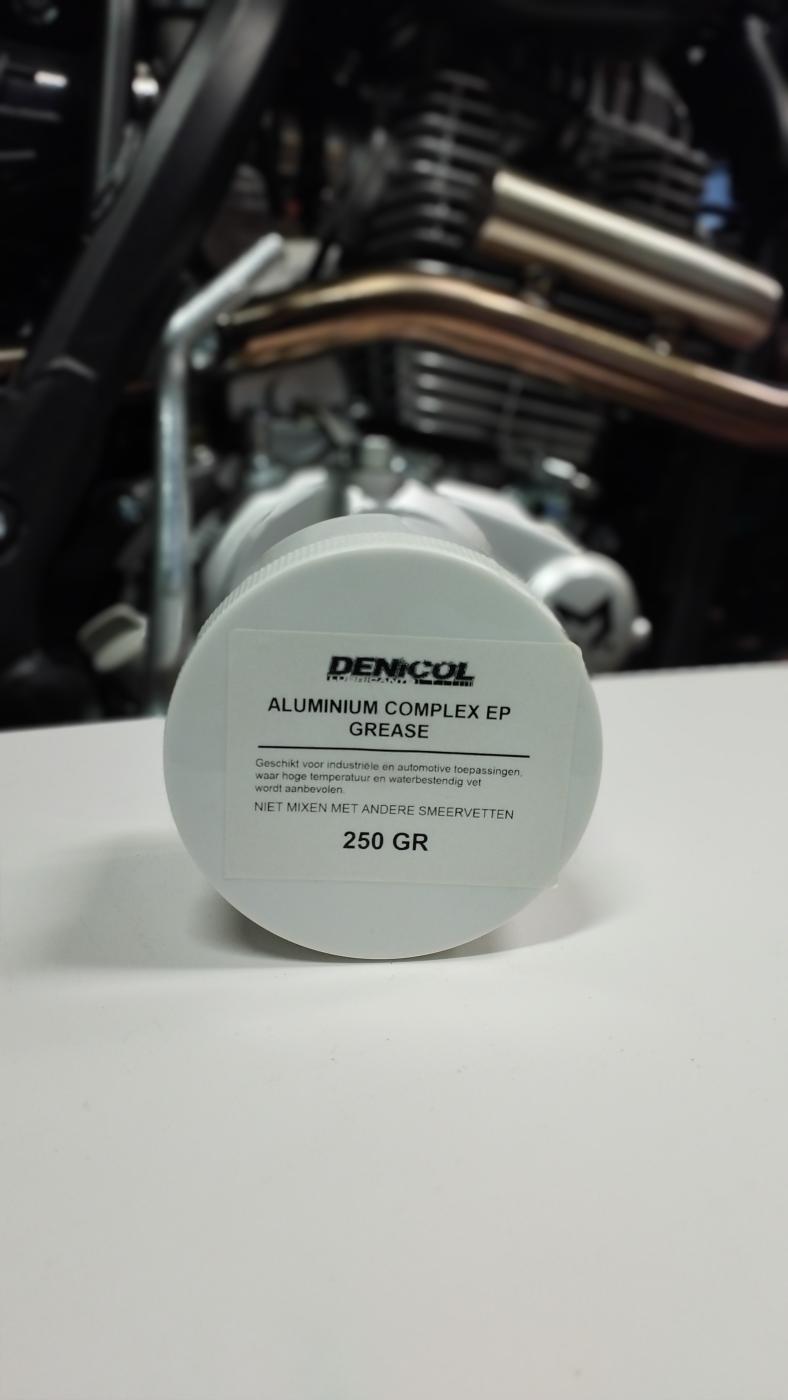 DENICOL
LUBRICANTS
ALUMINIUM COMPLEX EP
GREASE
Geschikt voor industriële en automotive toepassingen,
waar hoge temperatuur en waterbestendig vet
wordt aanbevolen.
NIET MIXEN MET ANDERE SMEERVETTEN
250 GR